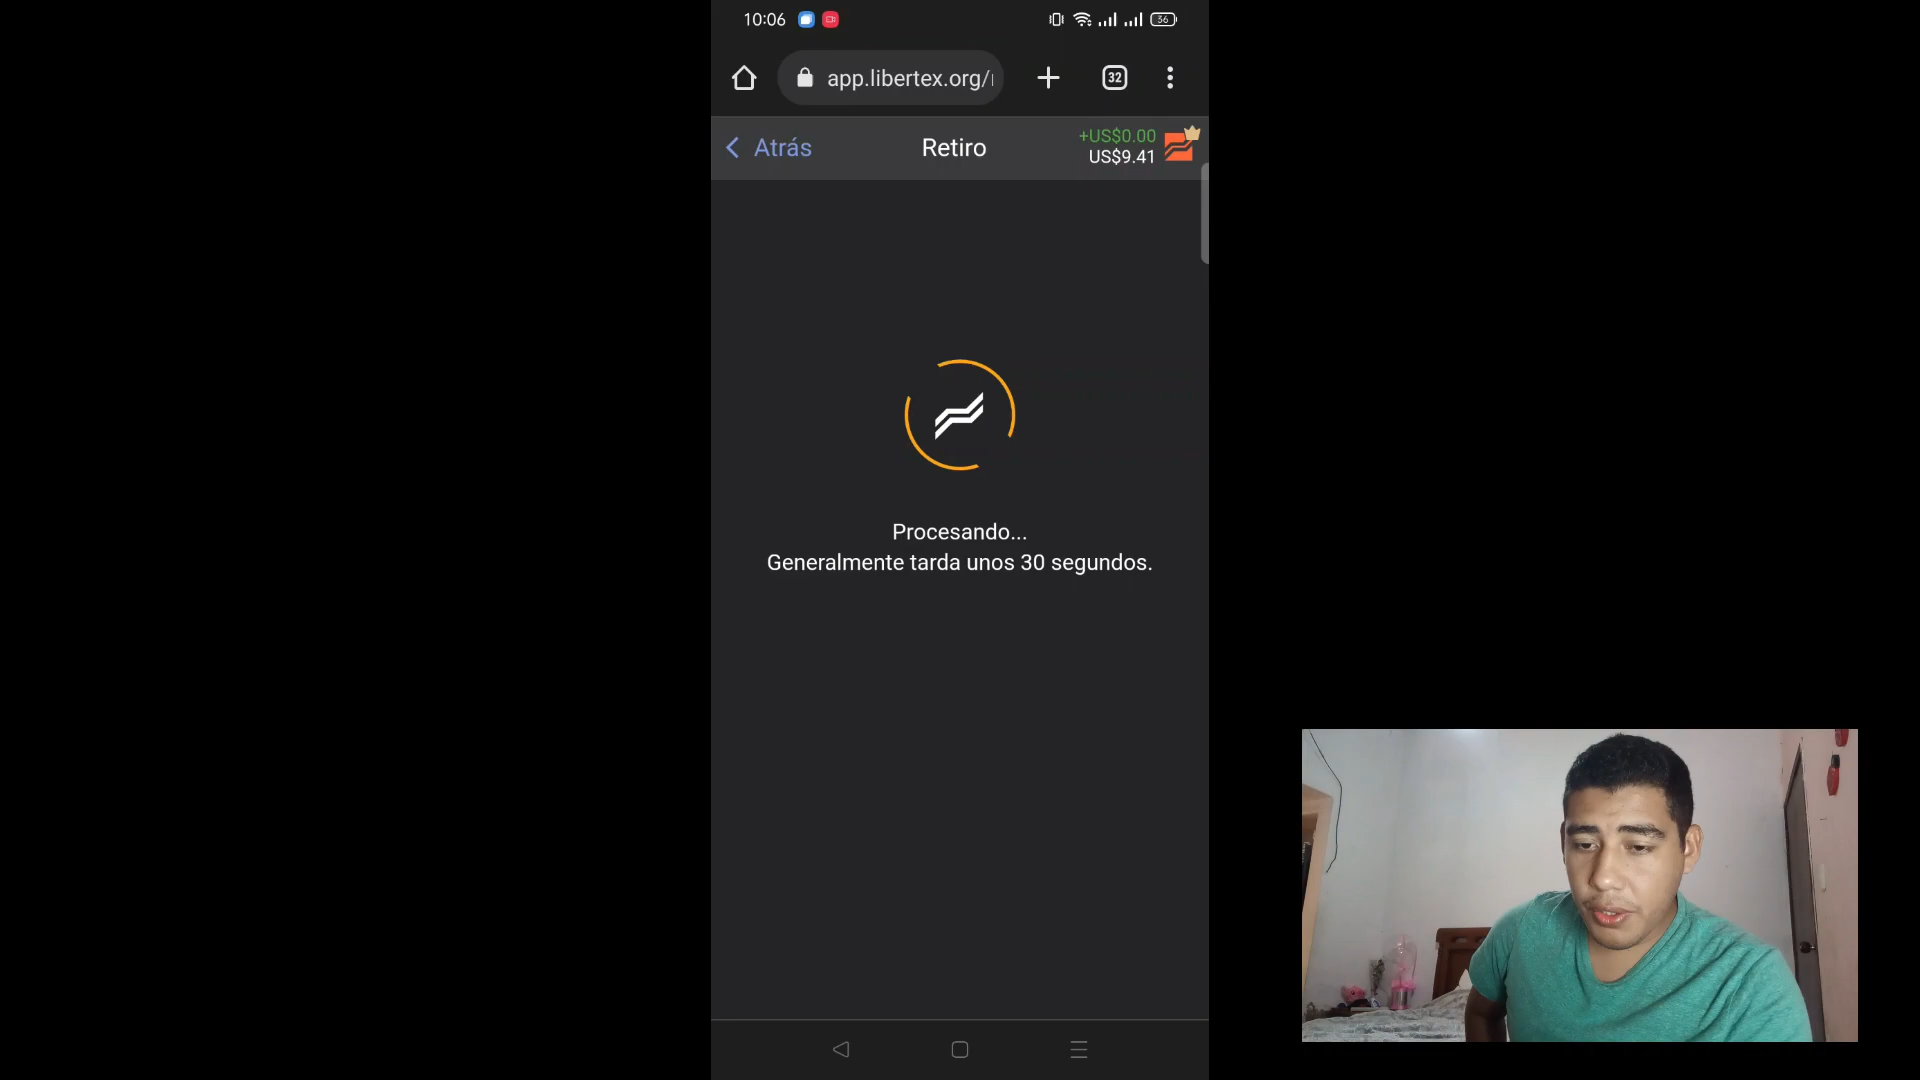 10:06
36
app.libertex.org/
32
Atrás
Retiro
+US$0.00
US$9.41
Procesando...
Generalmente tarda unos 30 segundos.